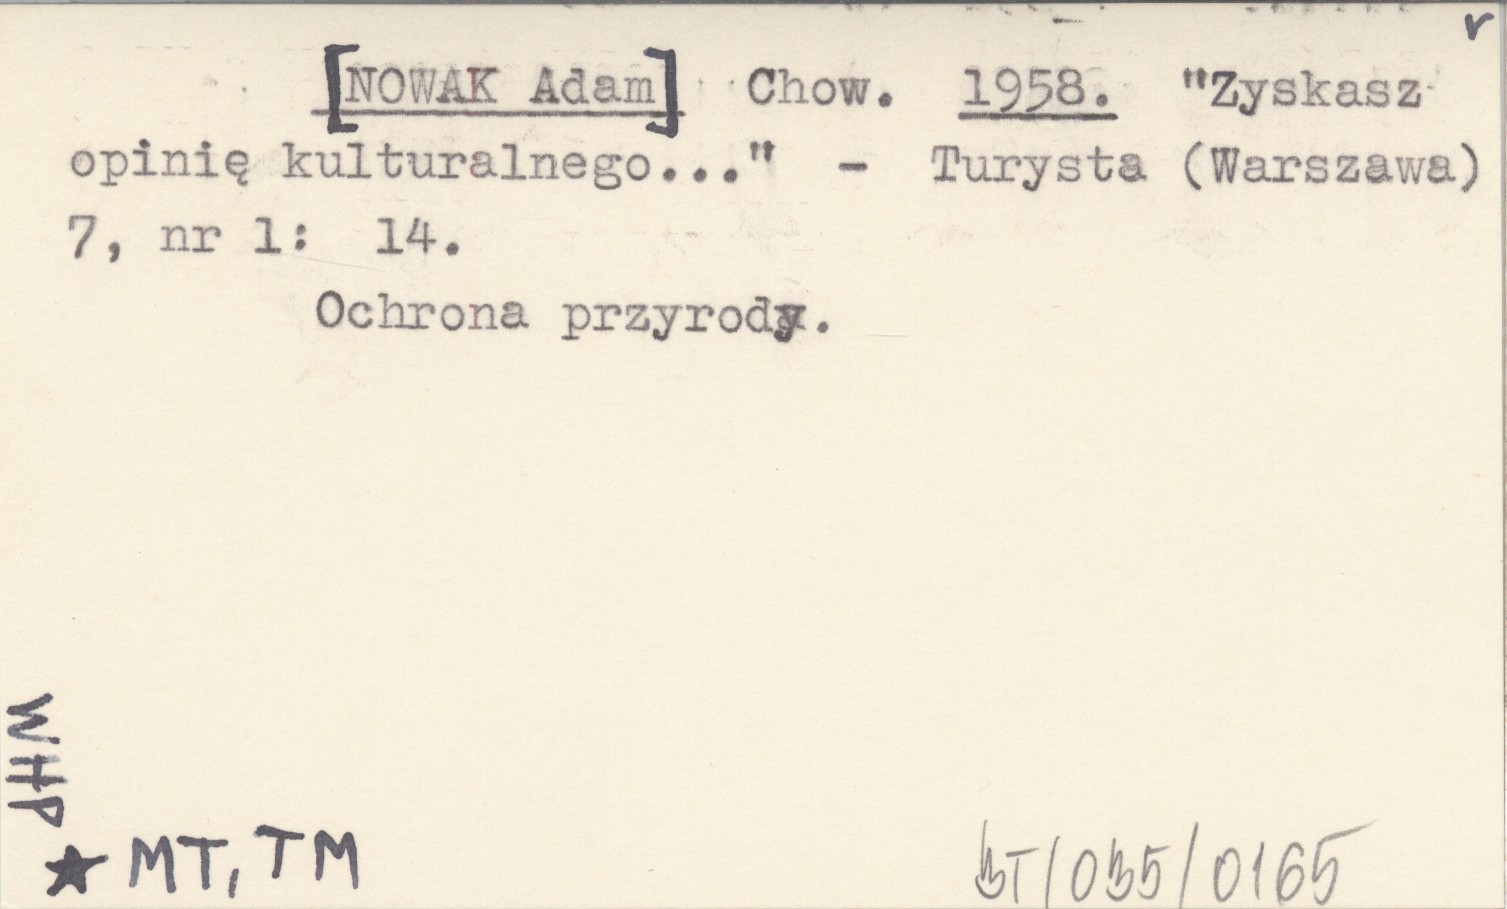 [NOWAK Adam] Chow. 1958. "Zyskasz
opinię kulturalnego..." - Turysta (Warszawa)
7, nr 1: 14.
Ochrona przyrody.
WHP
★ MT, TM
BT/035/0165
v